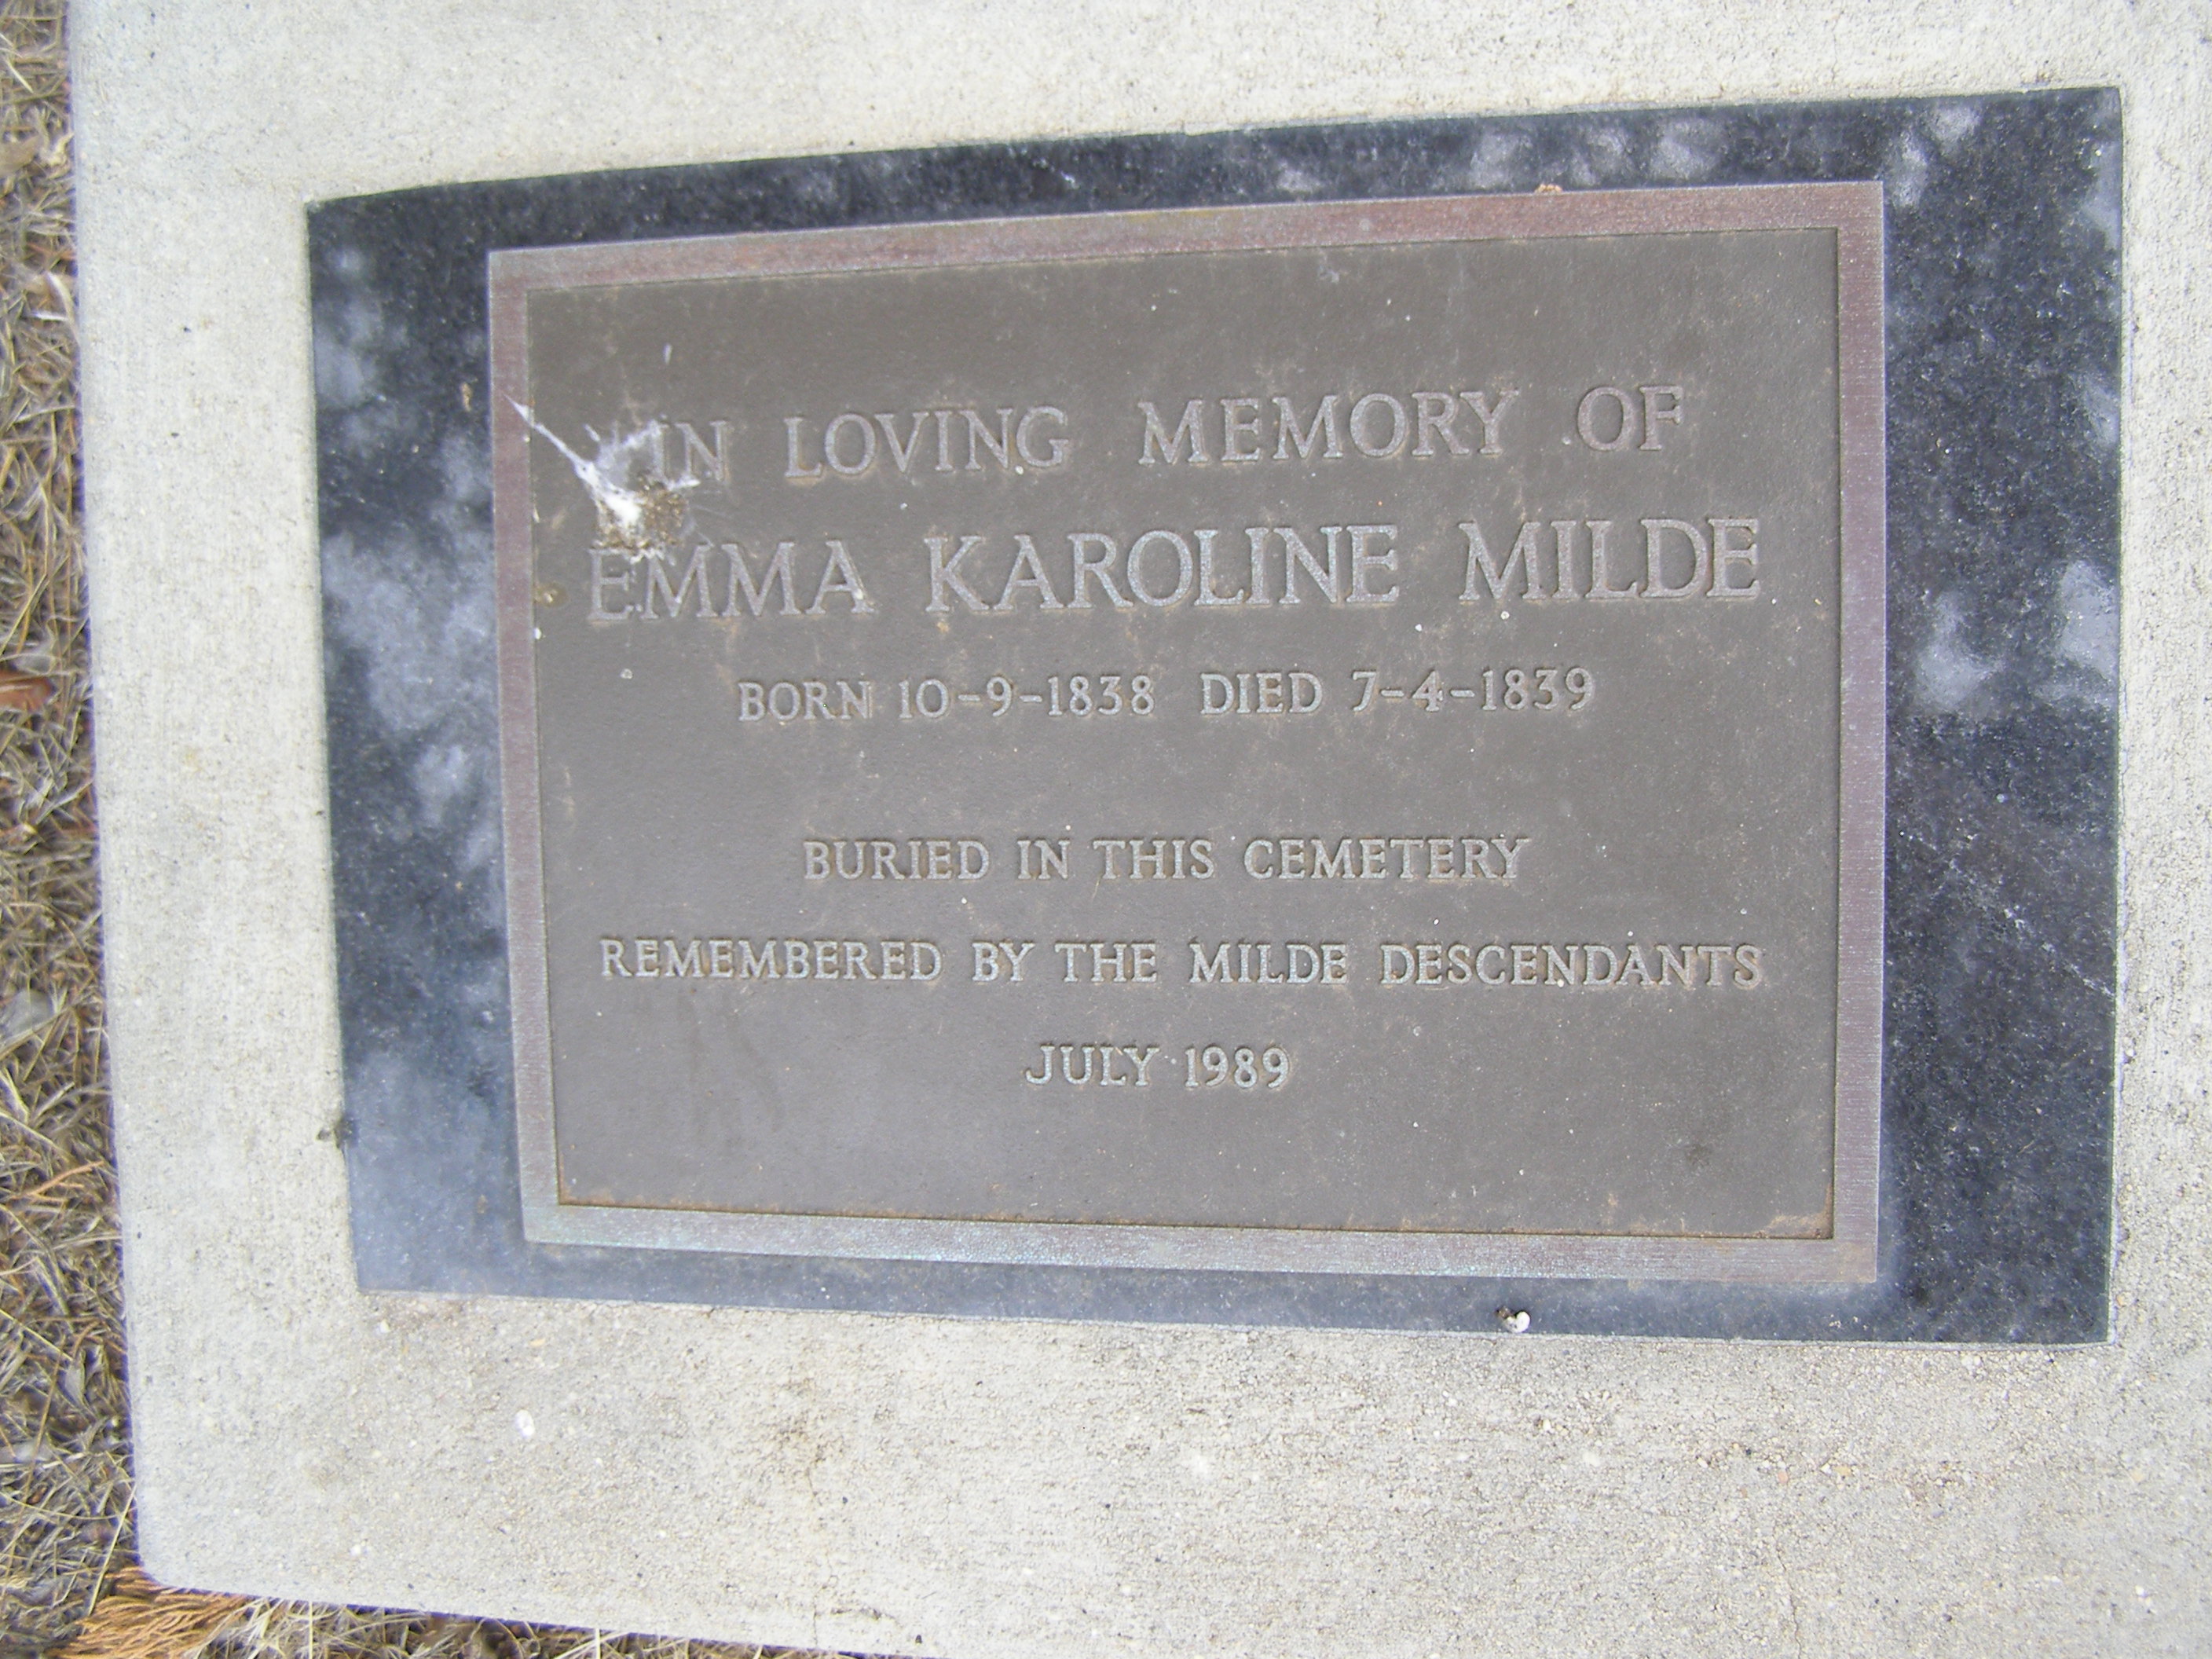 IN LOVING MEMORY OF
EMMA KAROLINE MILDE
BORN 10-9-1838 DIED 7-4-1839
BURIED IN THIS CEMETERY
REMEMBERED BY THE MILDE DESCENDANTS
JULY 1989